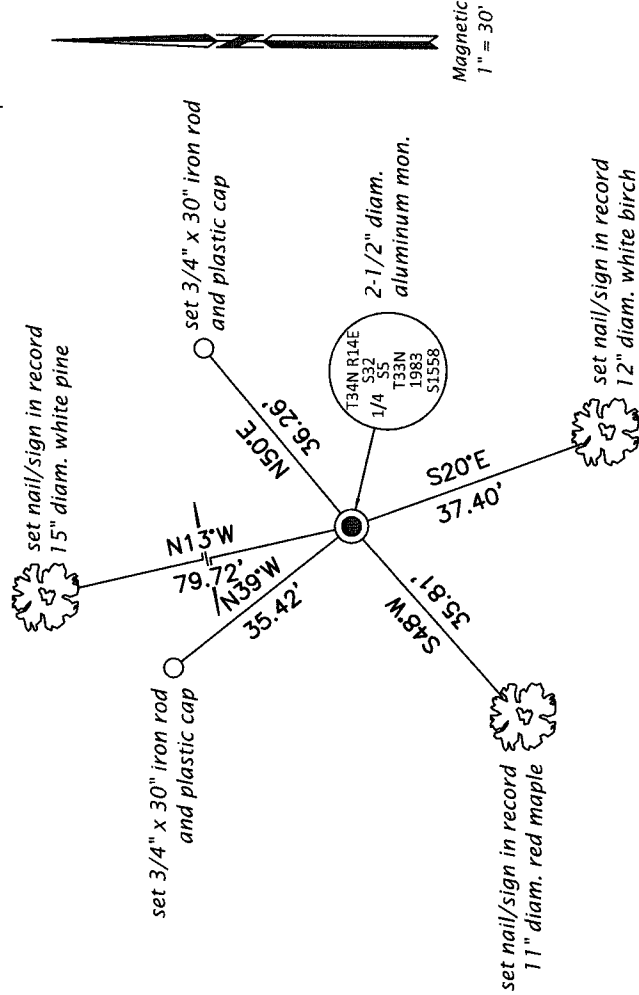 set nail/sign in record
15" diam. white pine
set 3/4" x 30" iron rod
and plastic cap
set 3/4" x 30" iron rod
and plastic cap
N13°W
79.72'
N39°W
35.42'
N50°E
36.26'
T34N R14E
S32
1/4 S5
T33N
1983
S1558
2-1/2" diam.
aluminum mon.
S48°W
35.81'
S20°E
37.40'
set nail/sign in record
11" diam. red maple
set nail/sign in record
12" diam. white birch
N
Magnetic
1" = 30'